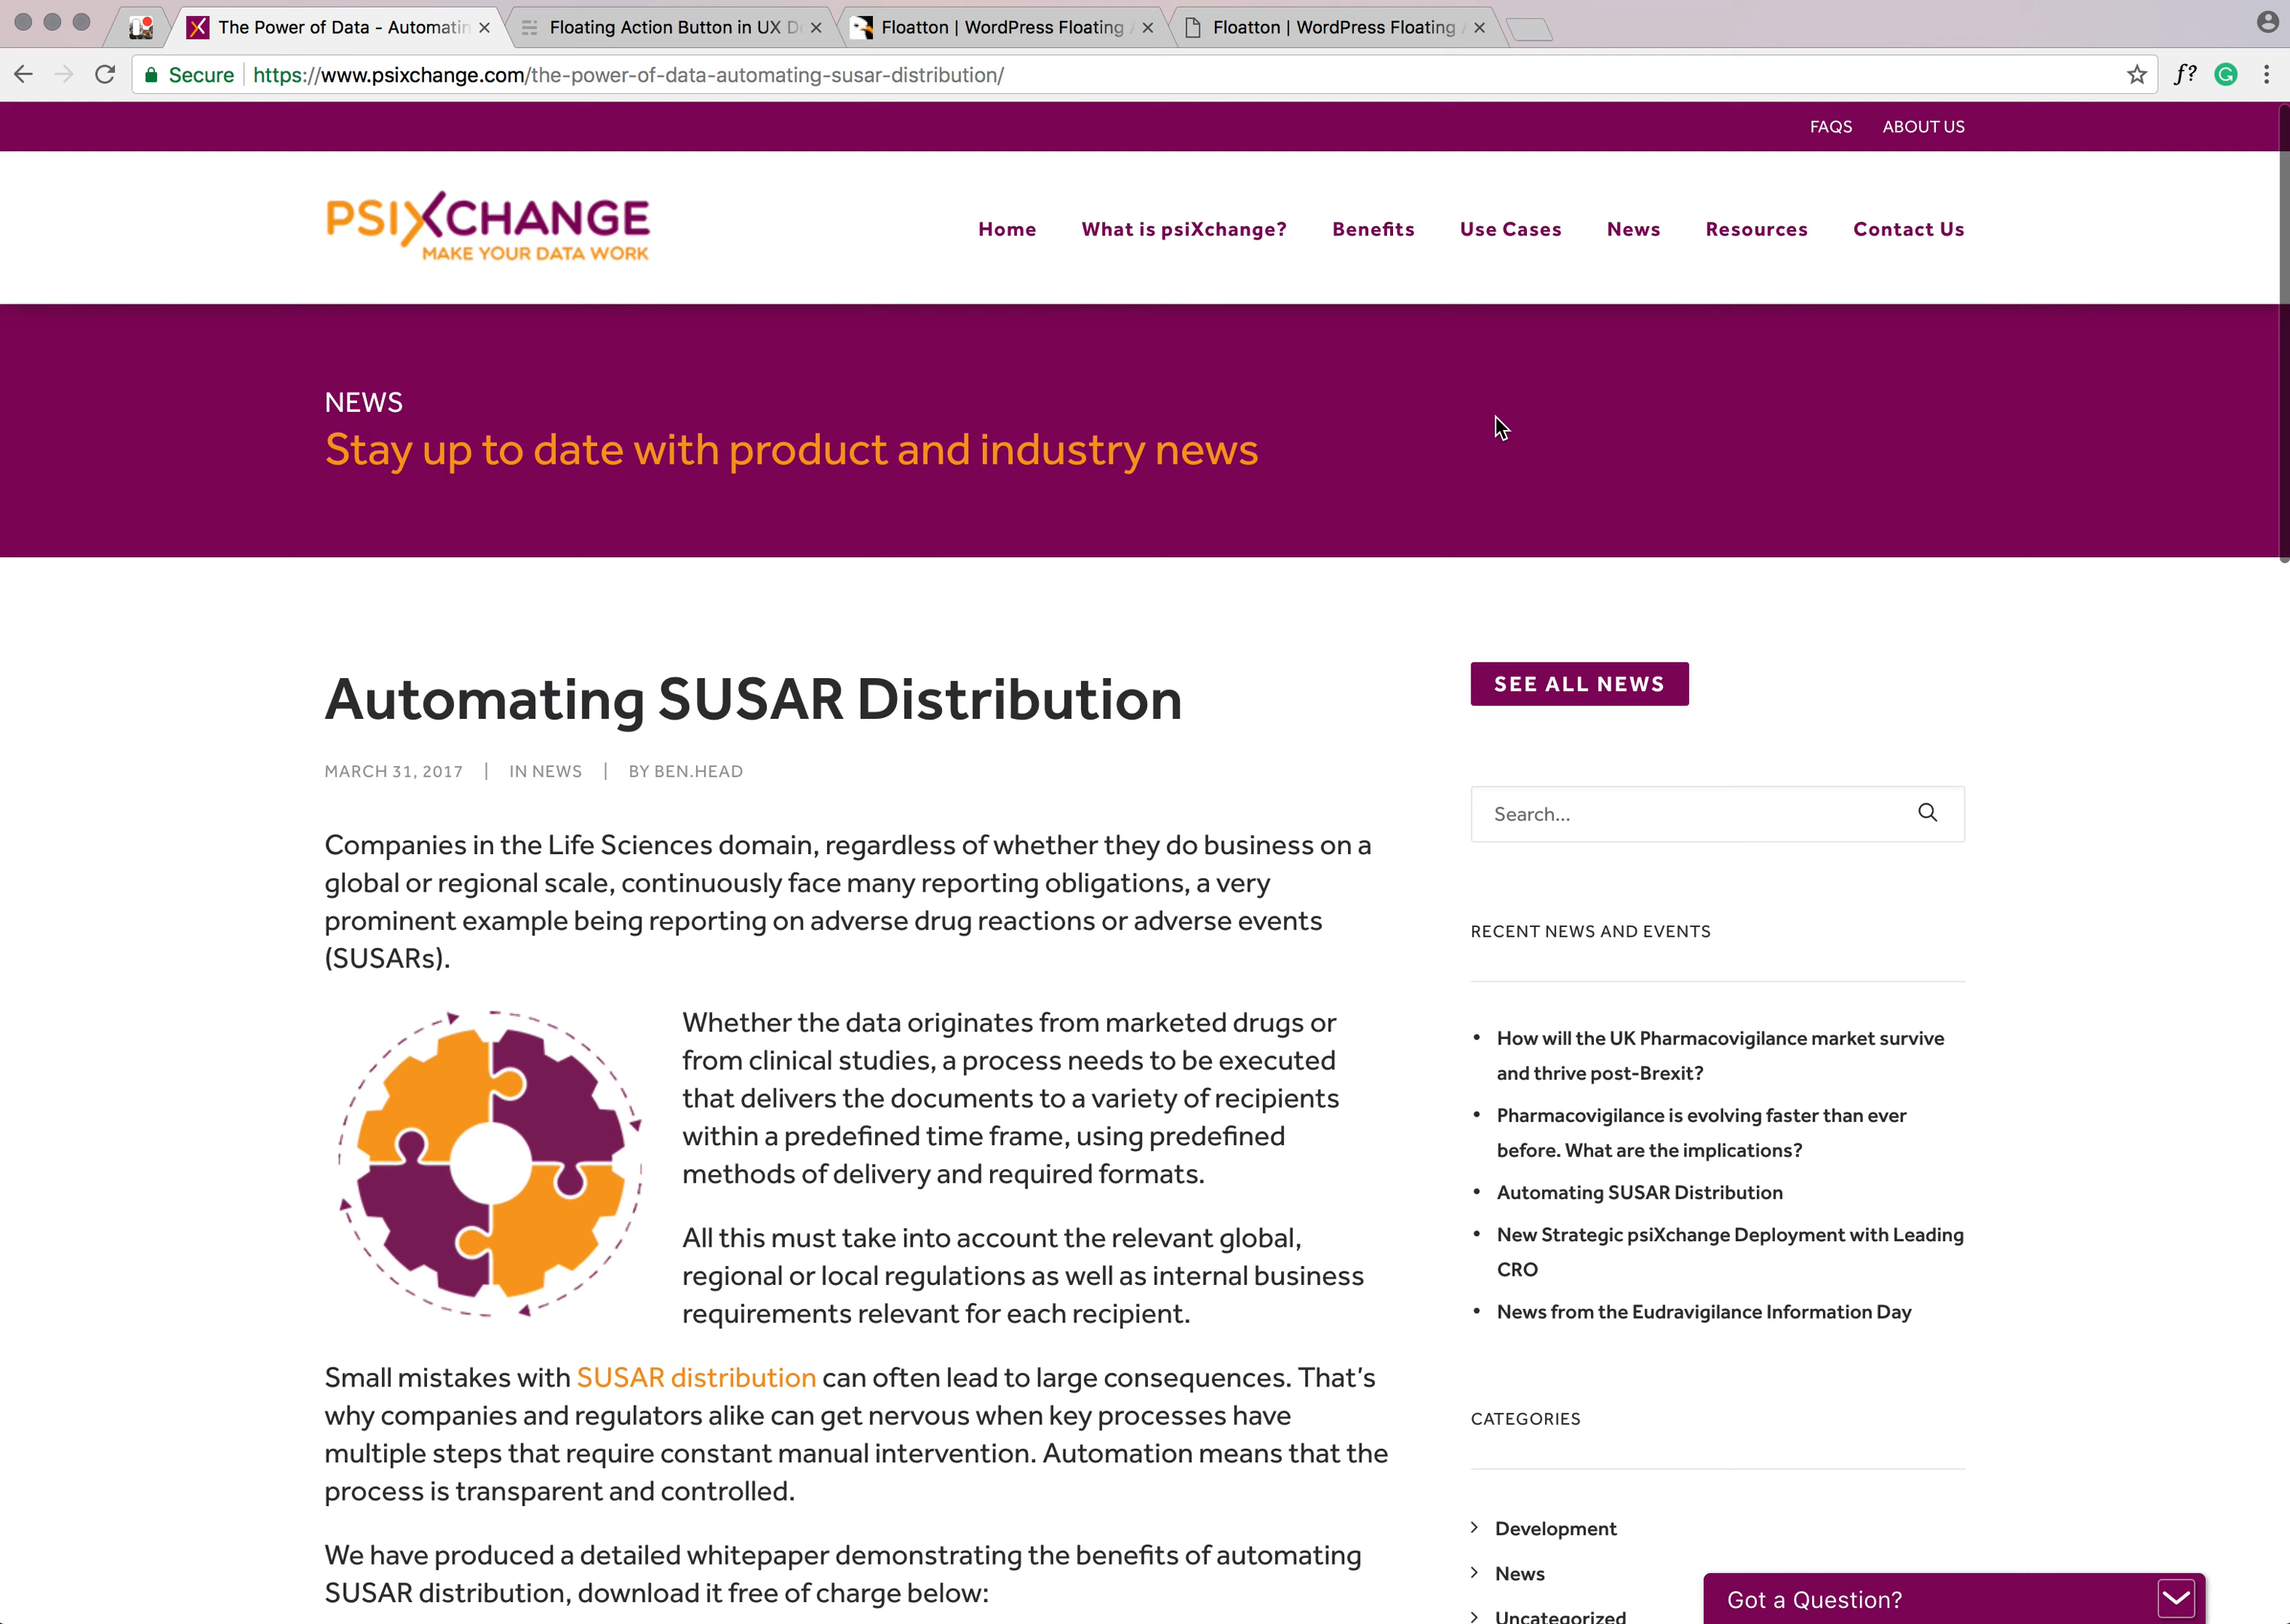 The Power of Data - Automatin
Floating Action Button in UX D
Floatton | WordPress Floating A
Floatton | WordPress Floating A
Secure https://www.psixchange.com/the-power-of-data-automating-susar-distribution/
f?
FAQS ABOUT US
PSIXCHANGE
MAKE YOUR DATA WORK
Home What is psiXchange? Benefits Use Cases News Resources Contact Us
NEWS
Stay up to date with product and industry news
Automating SUSAR Distribution
MARCH 31, 2017 | IN NEWS | BY BEN.HEAD
Companies in the Life Sciences domain, regardless of whether they do business on a
global or regional scale, continuously face many reporting obligations, a very
prominent example being reporting on adverse drug reactions or adverse events
(SUSARs).
Whether the data originates from marketed drugs or
from clinical studies, a process needs to be executed
that delivers the documents to a variety of recipients
within a predefined time frame, using predefined
methods of delivery and required formats.
All this must take into account the relevant global,
regional or local regulations as well as internal business
requirements relevant for each recipient.
Small mistakes with SUSAR distribution can often lead to large consequences. That's
why companies and regulators alike can get nervous when key processes have
multiple steps that require constant manual intervention. Automation means that the
process is transparent and controlled.
We have produced a detailed whitepaper demonstrating the benefits of automating
SUSAR distribution, download it free of charge below:
SEE ALL NEWS
Search...
RECENT NEWS AND EVENTS
• How will the UK Pharmacovigilance market survive
and thrive post-Brexit?
• Pharmacovigilance is evolving faster than ever
before. What are the implications?
• Automating SUSAR Distribution
• New Strategic psiXchange Deployment with Leading
CRO
• News from the Eudravigilance Information Day
CATEGORIES
Development
News
Uncategorized
Got a Question?